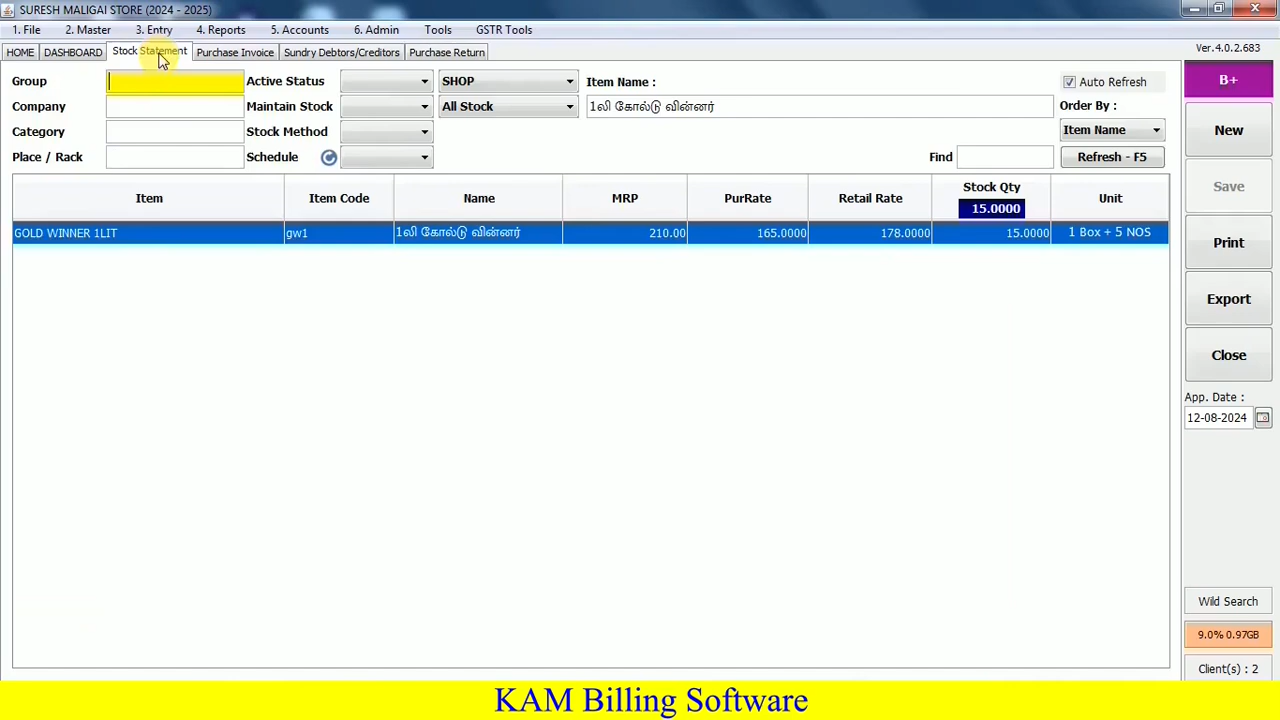 SURESH MALIGAI STORE (2024 - 2025)
1. File 2. Master 3. Entry 4. Reports 5. Accounts 6. Admin Tools GSTR Tools
HOME DASHBOARD Stock Statement Purchase Invoice Sundry Debtors/Creditors Purchase Return Ver.4.0.2.683
Group Active Status SHOP Item Name : Auto Refresh B+
Company Maintain Stock All Stock 1லி கோல்டு வின்னர் Order By :
Category Stock Method Item Name New
Place / Rack Schedule Find Refresh - F5
Item Item Code Name MRP PurRate Retail Rate Stock Qty Unit Save
15.0000
GOLD WINNER 1LIT gw1 1லி கோல்டு வின்னர் 210.00 165.0000 178.0000 15.0000 1 Box + 5 NOS
Print
Export
Close
App. Date :
12-08-2024
Wild Search
9.0% 0.97GB
Client(s) : 2
KAM Billing Software